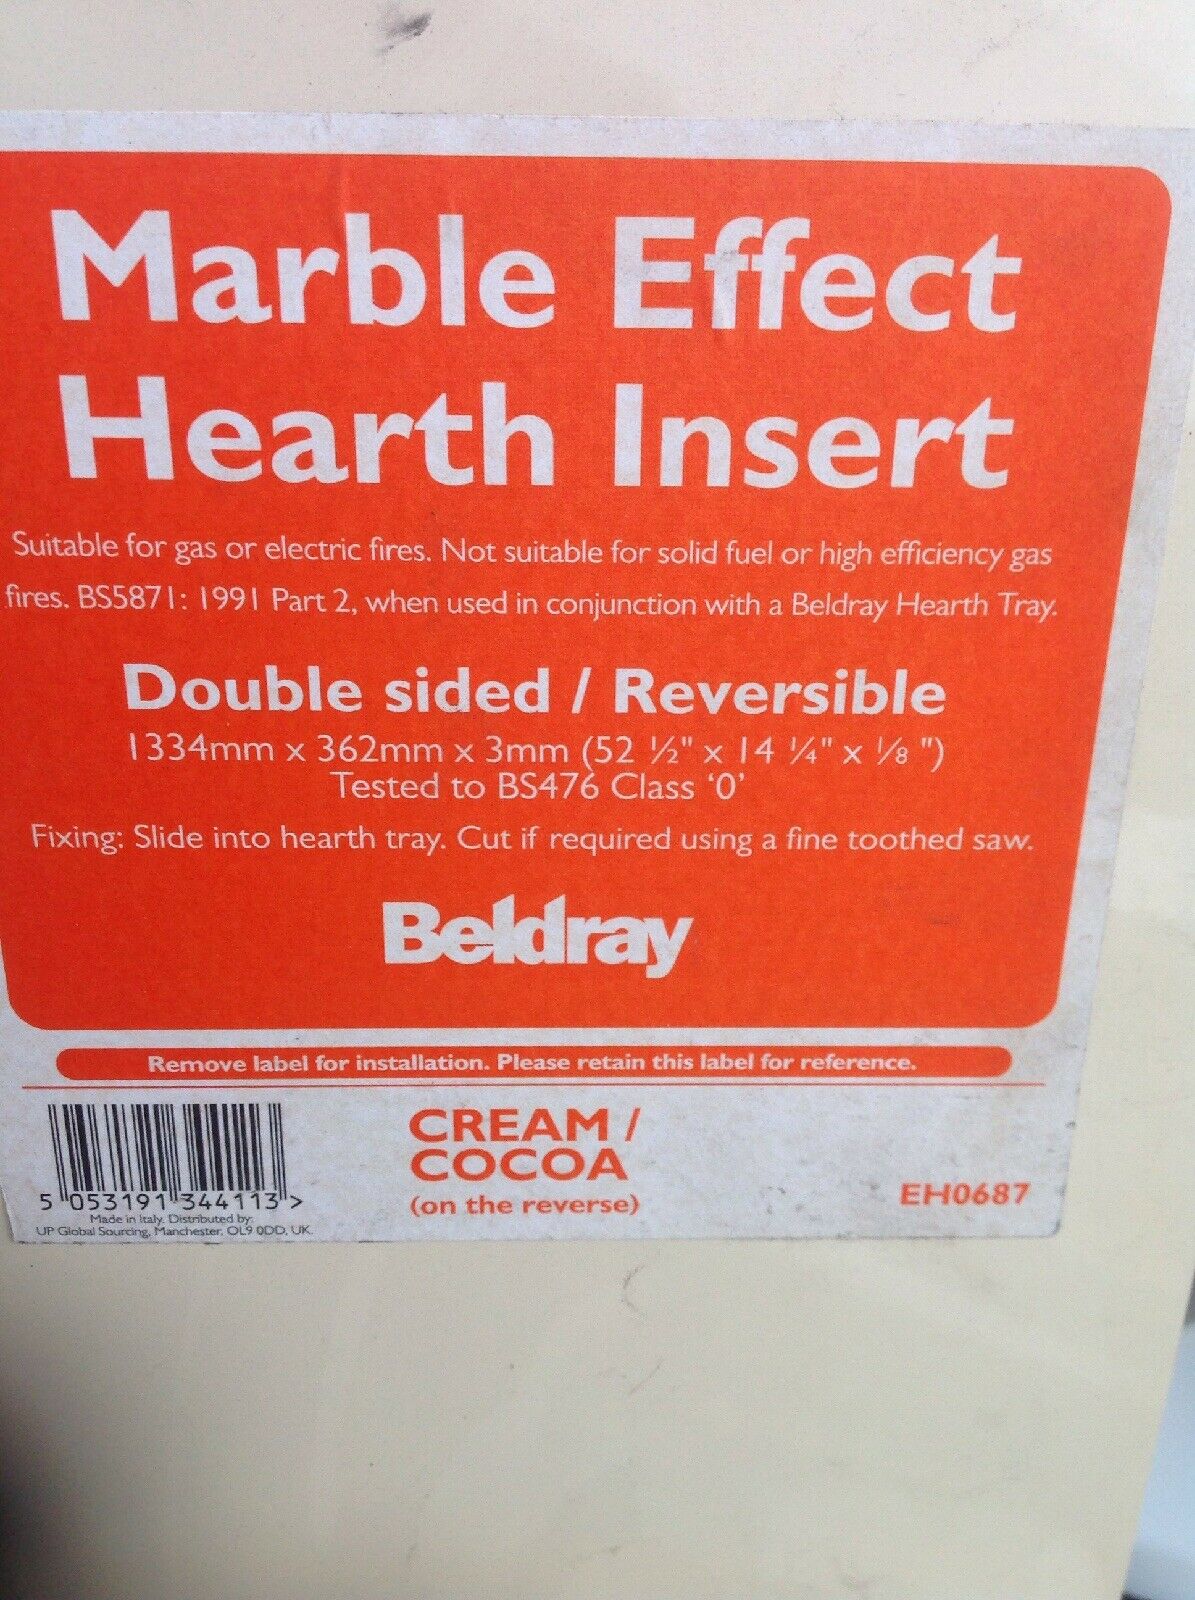 Marble Effect
Hearth Insert
Suitable for gas or electric fires. Not suitable for solid fuel or high efficiency gas
fires. BS5871: 1991 Part 2, when used in conjunction with a Beldray Hearth Tray.
Double sided / Reversible
1334mm x 362mm x 3mm (52 ½" x 14 ¼" x ⅛ ")
Tested to BS476 Class ‘0’
Fixing: Slide into hearth tray. Cut if required using a fine toothed saw.
Beldray
Remove label for installation. Please retain this label for reference.
CREAM /
COCOA
(on the reverse)
EH0687
5 053191 344113 >
Made in Italy. Distributed by:
UP Global Sourcing, Manchester, OL9 0DD, UK.